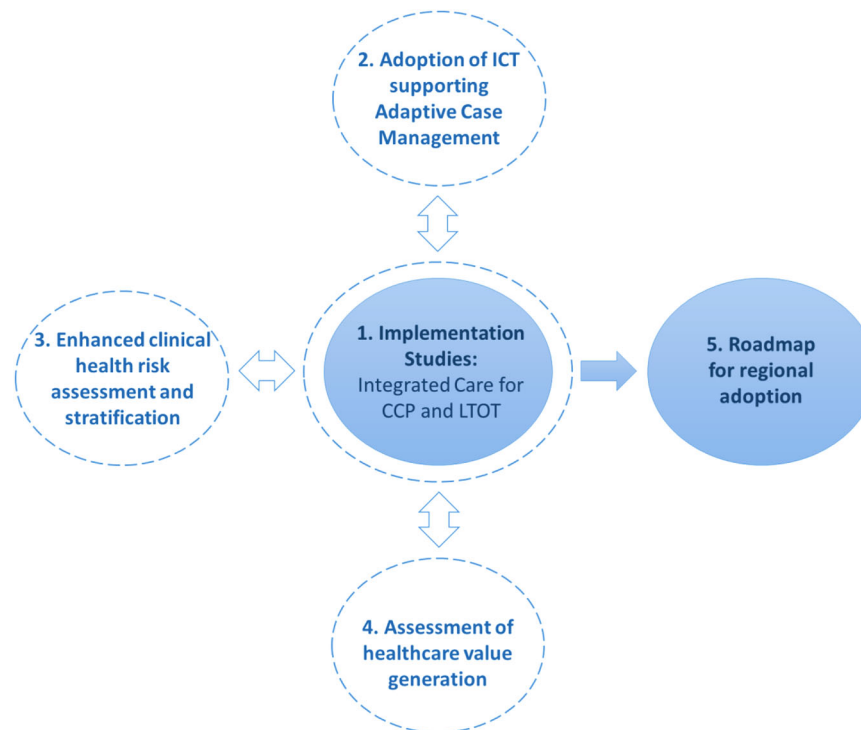 2. Adoption of ICT
supporting
Adaptive Case
Management
3. Enhanced clinical
health risk
assessment and
stratification
1. Implementation
Studies:
Integrated Care for
CCP and LTOT
5. Roadmap
for regional
adoption
4. Assessment of
healthcare value
generation